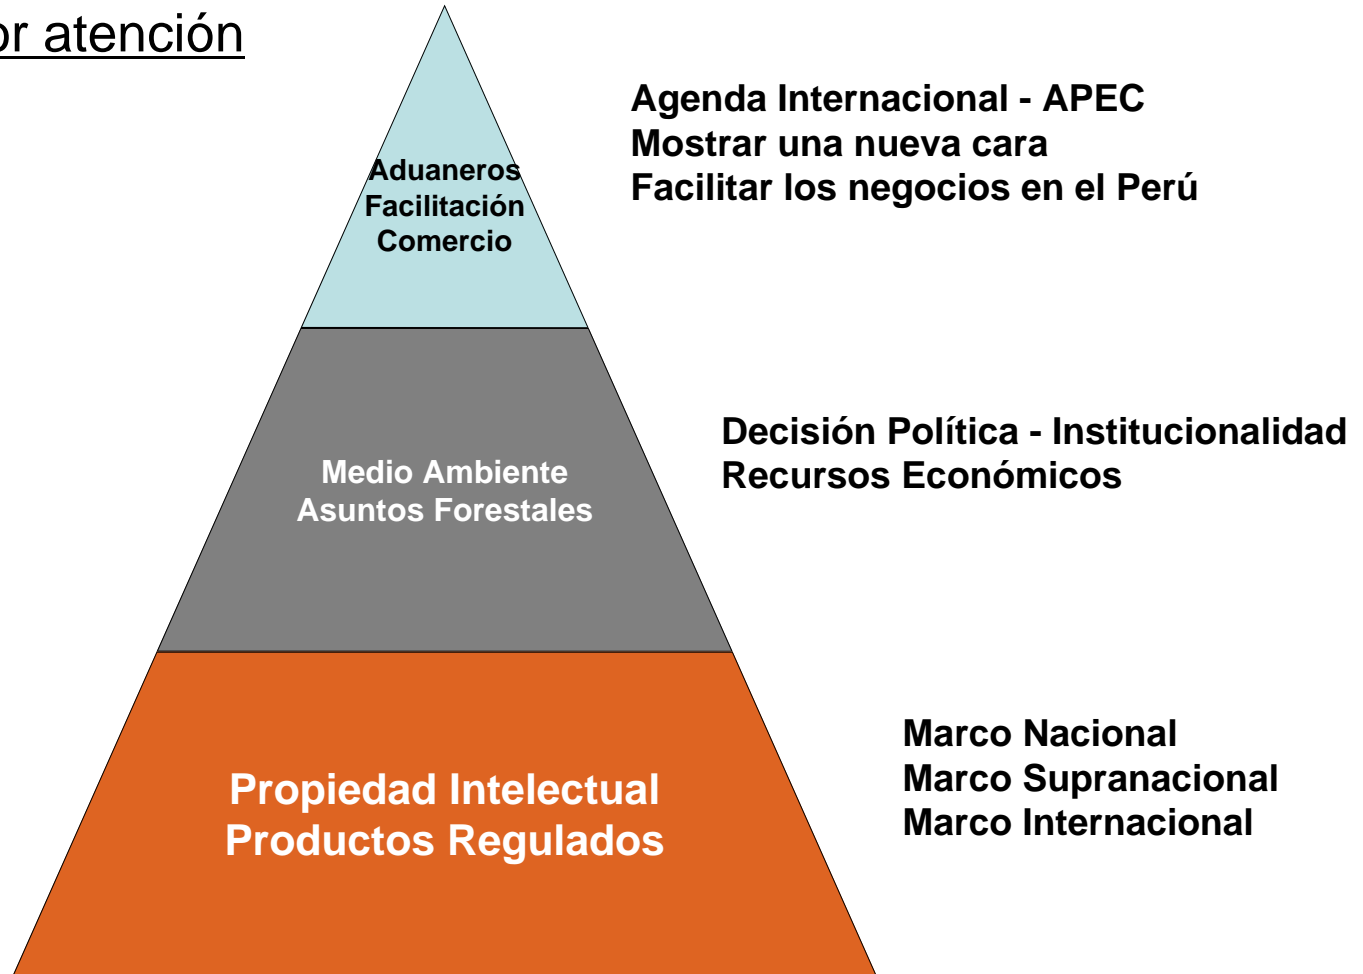 or atención
Aduaneros
Facilitación
Comercio
Agenda Internacional - APEC
Mostrar una nueva cara
Facilitar los negocios en el Perú
Medio Ambiente
Asuntos Forestales
Decisión Política - Institucionalidad
Recursos Económicos
Propiedad Intelectual
Productos Regulados
Marco Nacional
Marco Supranacional
Marco Internacional